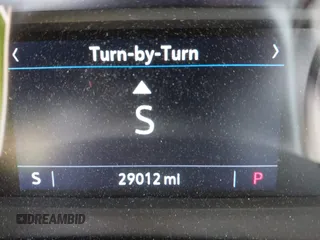 < Turn-by-Turn >
S
S 29012 mi P
DREAMBID